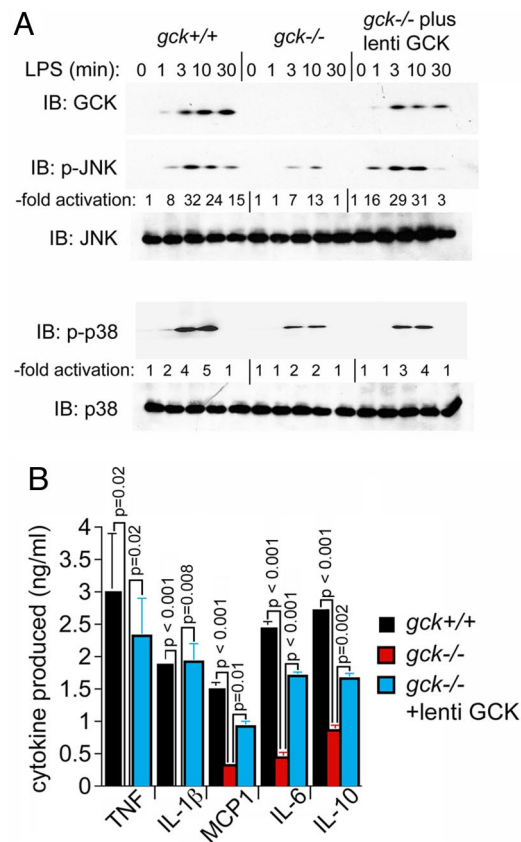 A
gck+/+ gck-/- gck-/- plus lenti GCK
LPS (min): 0 1 3 10 30 0 1 3 10 30 0 1 3 10 30
IB: GCK
IB: p-JNK
-fold activation: 1 8 32 24 15 1 1 7 13 1 1 16 29 31 3
IB: JNK
IB: p-p38
-fold activation: 1 2 4 5 1 1 1 2 2 1 1 1 3 4 1
IB: p38
B
cytokine produced (ng/ml)
4
3.5
3
2.5
2
1.5
1
0.5
0
p=0.02
p=0.02
p < 0.001
p=0.008
p < 0.001
p=0.01
p < 0.001
p < 0.001
p < 0.001
p=0.002
TNF
IL-1β
MCP1
IL-6
IL-10
gck+/+
gck-/-
gck-/-
+lenti GCK